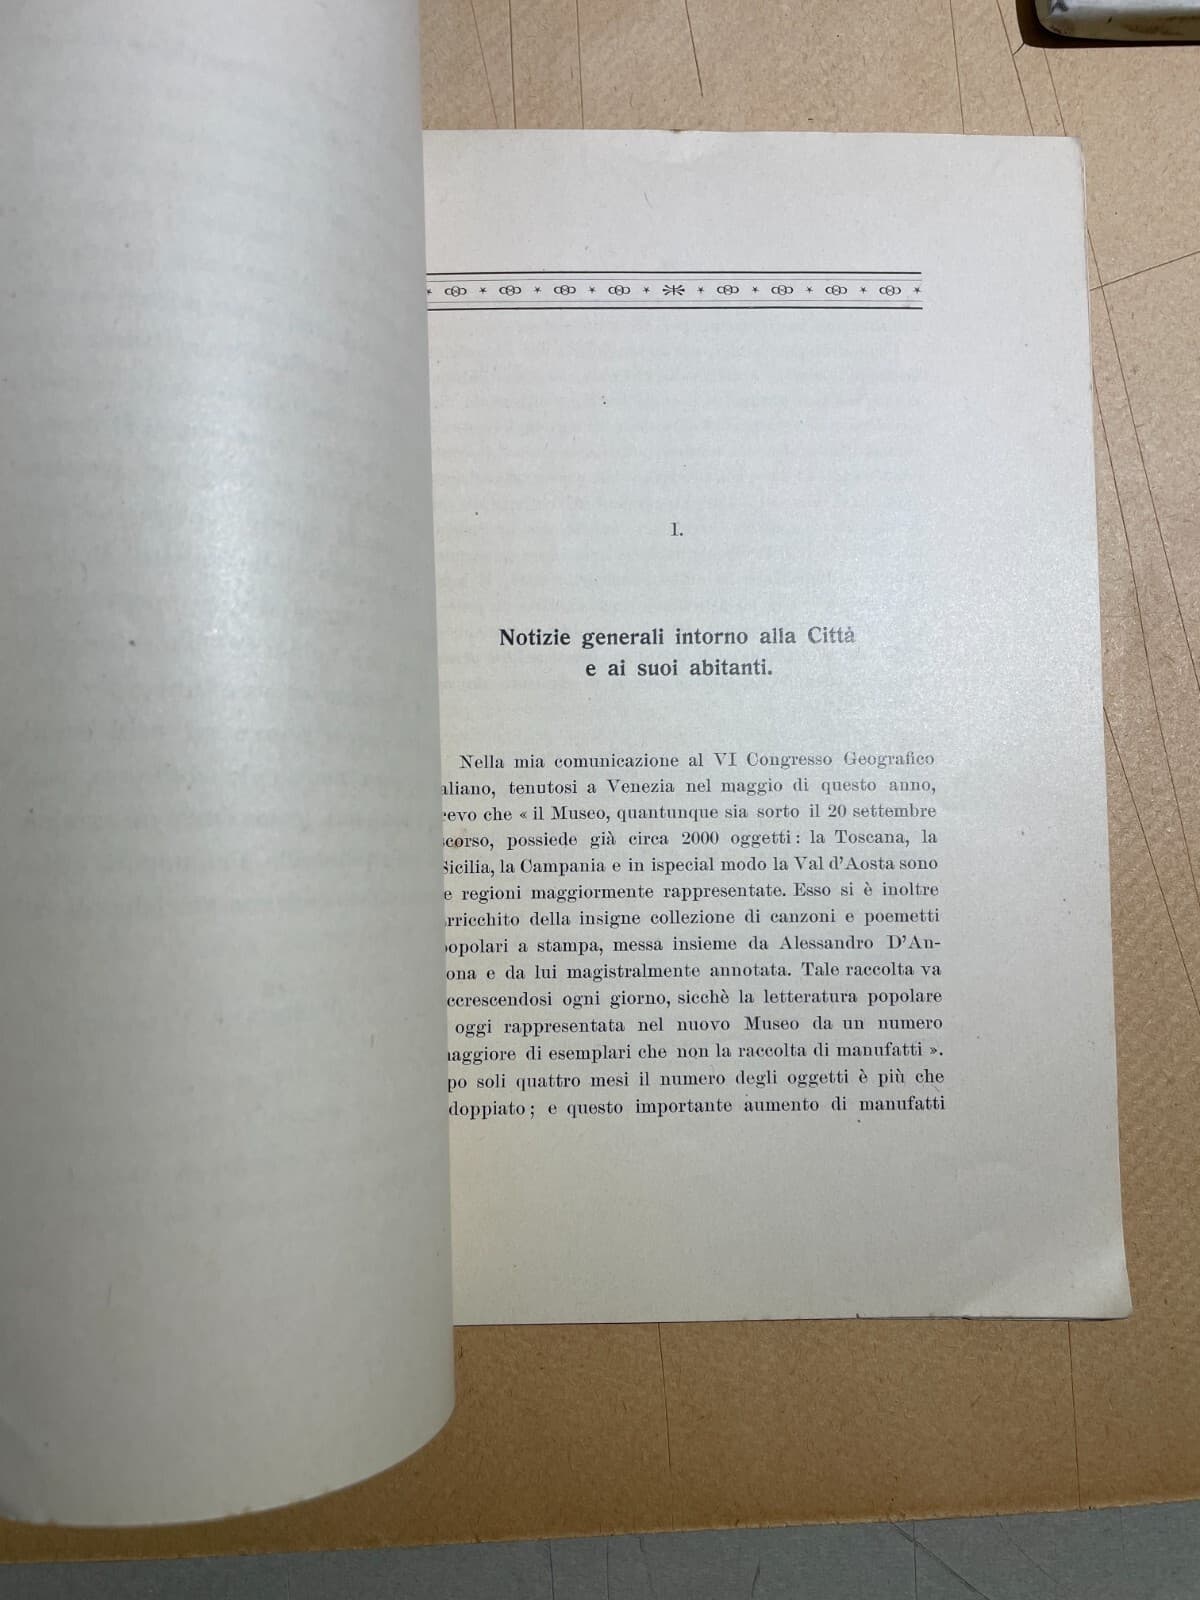 I.
Notizie generali intorno alla Città
e ai suoi abitanti.
Nella mia comunicazione al VI Congresso Geografico
aliano, tenutosi a Venezia nel maggio di questo anno,
evo che « il Museo, quantunque sia sorto il 20 settembre
corso, possiede già circa 2000 oggetti: la Toscana, la
Sicilia, la Campania e in ispecial modo la Val d'Aosta sono
e regioni maggiormente rappresentate. Esso si è inoltre
rricchito della insigne collezione di canzoni e poemetti
opolari a stampa, messa insieme da Alessandro D'An-
ona e da lui magistralmente annotata. Tale raccolta va
ccrescendosi ogni giorno, sicchè la letteratura popolare
oggi rappresentata nel nuovo Museo da un numero
aggiore di esemplari che non la raccolta di manufatti ».
po soli quattro mesi il numero degli oggetti è più che
doppiato; e questo importante aumento di manufatti